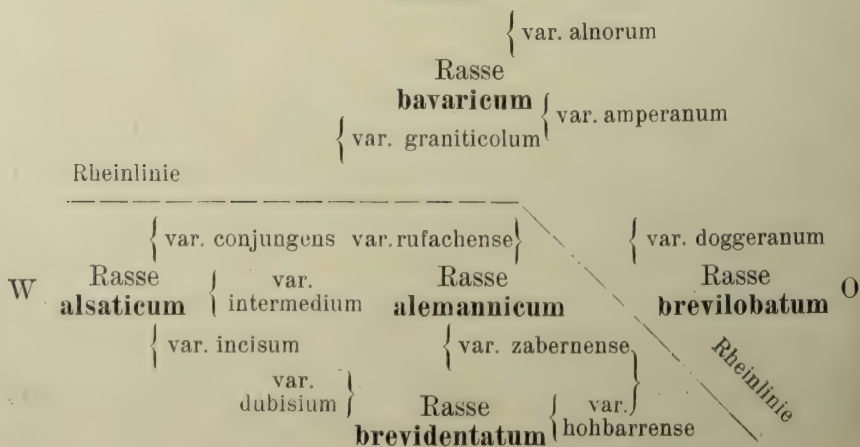 { var. alnorum
Rasse
bavaricum { var. amperanum
{ var. graniticolum
Rheinlinie
{ var. conjungens var. rufachense } { var. doggeranum
W Rasse { var. Rasse Rasse O
alsaticum intermedium alemannicum brevilobatum
{ var. incisum { var. zabernense } Rheinlinie
var. } Rasse { var.
dubisium brevidentatum hohbarrense